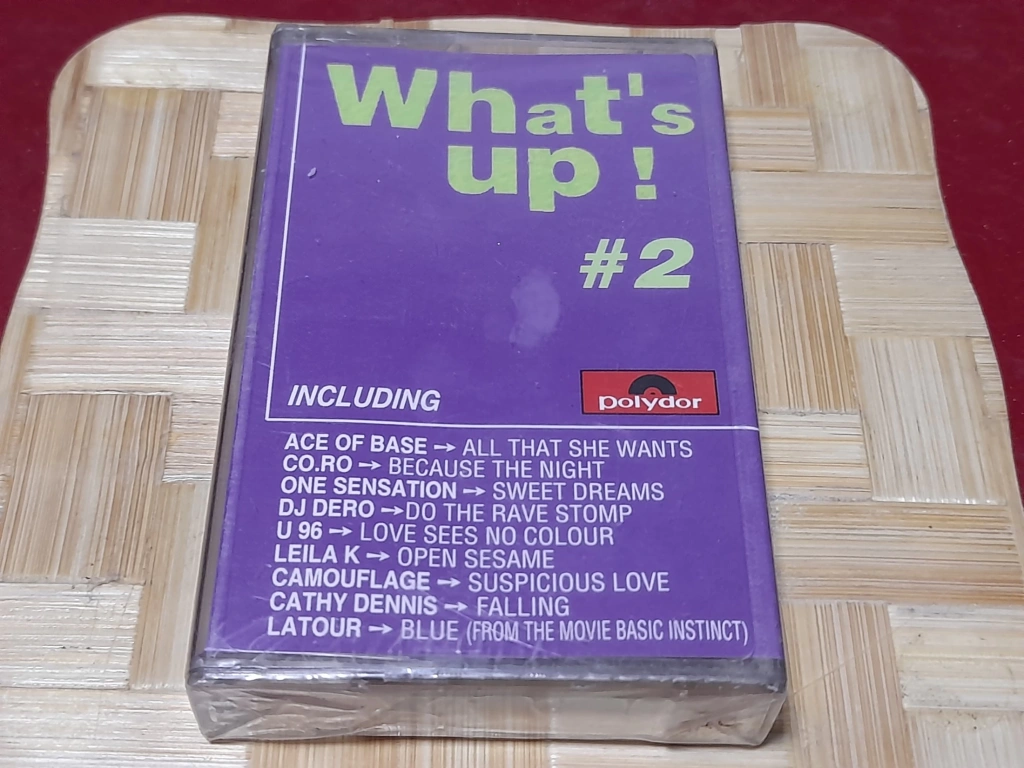 What's
up !
#2
INCLUDING
polydor
ACE OF BASE → ALL THAT SHE WANTS
CO.RO → BECAUSE THE NIGHT
ONE SENSATION → SWEET DREAMS
DJ DERO → DO THE RAVE STOMP
U 96 → LOVE SEES NO COLOUR
LEILA K → OPEN SESAME
CAMOUFLAGE → SUSPICIOUS LOVE
CATHY DENNIS → FALLING
LATOUR → BLUE (FROM THE MOVIE BASIC INSTINCT)